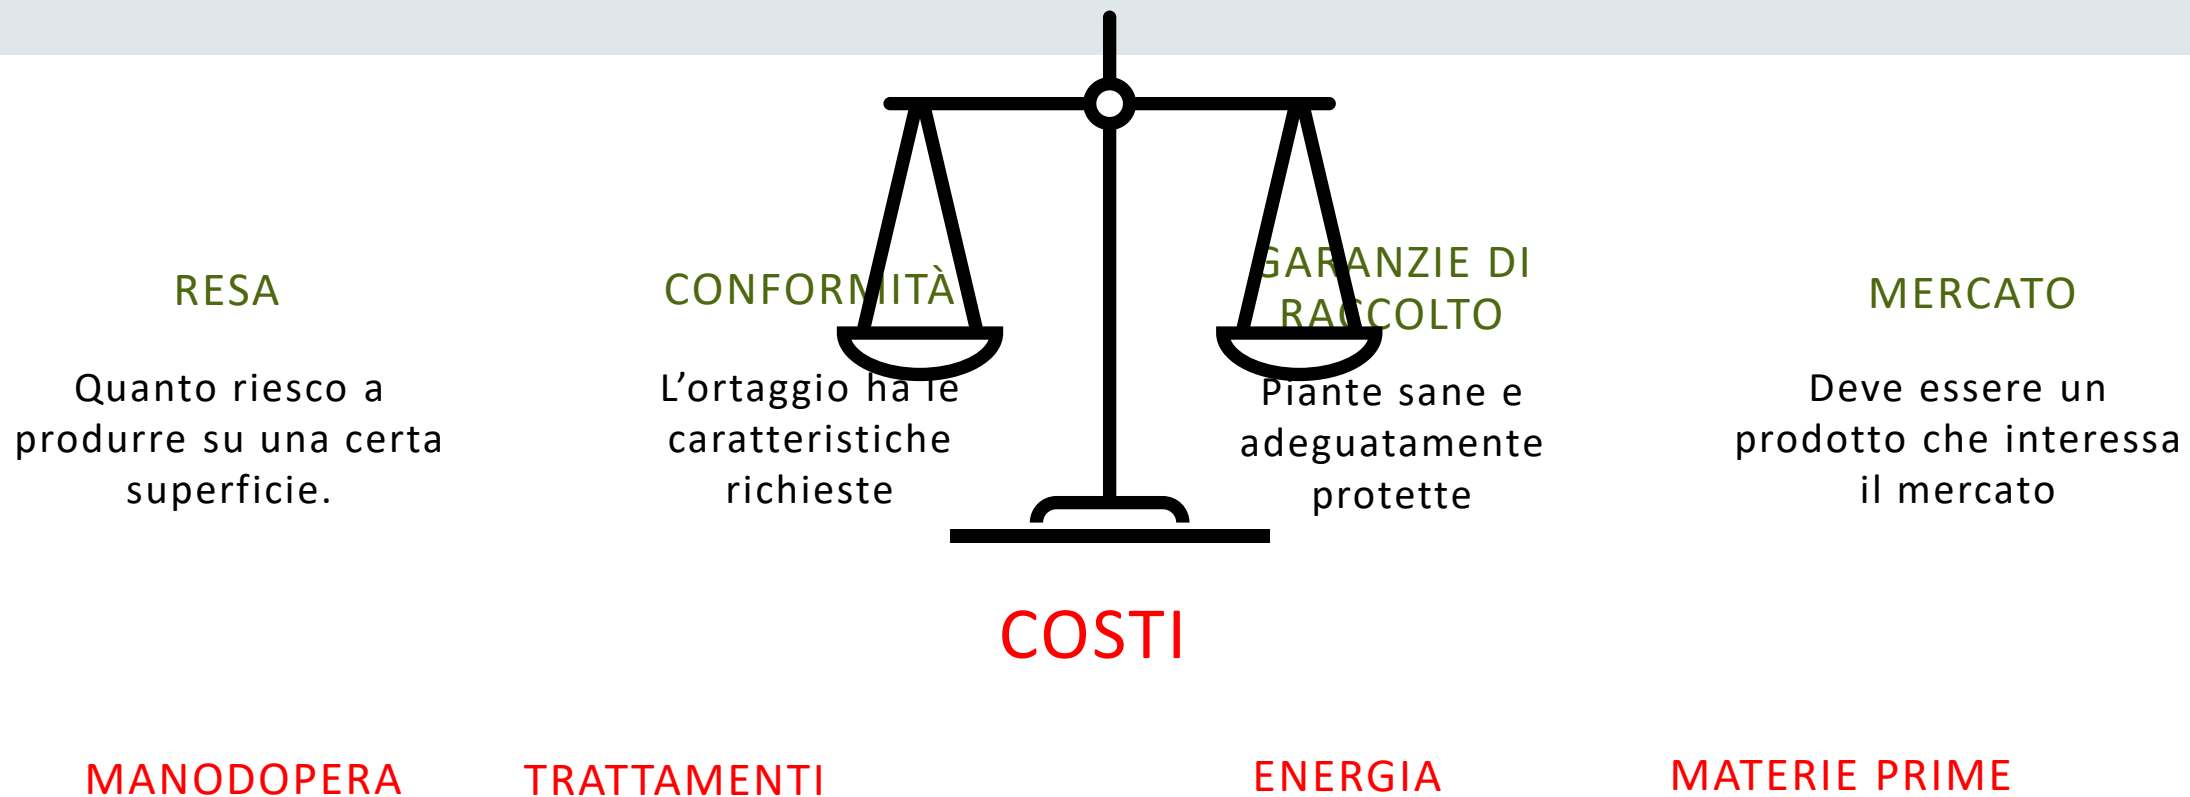 RESA
Quanto riesco a
produrre su una certa
superficie.
CONFORMITÀ
L’ortaggio ha le
caratteristiche
richieste
GARANZIE DI
RACCOLTO
Piante sane e
adeguatamente
protette
MERCATO
Deve essere un
prodotto che interessa
il mercato
COSTI
MANODOPERA
TRATTAMENTI
ENERGIA
MATERIE PRIME